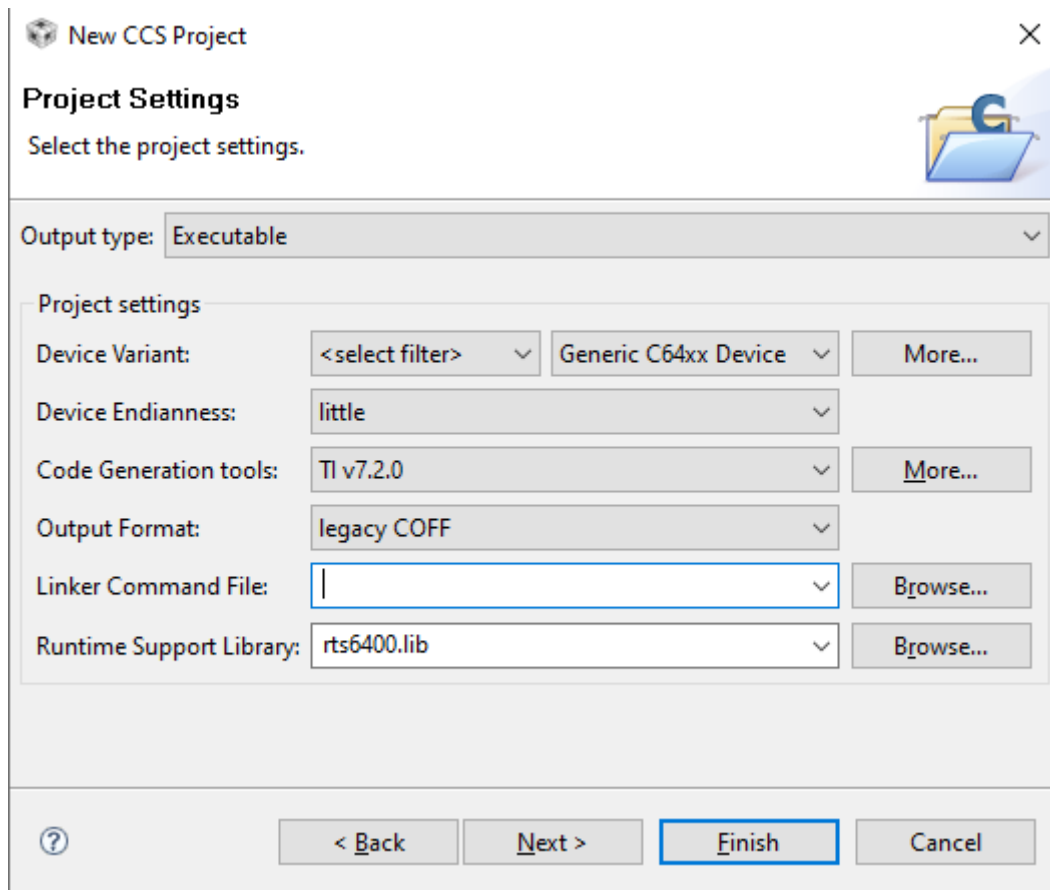 New CCS Project
Project Settings
Select the project settings.
Output type: Executable
Project settings
Device Variant: <select filter> Generic C64xx Device More...
Device Endianness: little
Code Generation tools: TI v7.2.0 More...
Output Format: legacy COFF
Linker Command File: Browse...
Runtime Support Library: rts6400.lib Browse...
? < Back Next > Finish Cancel